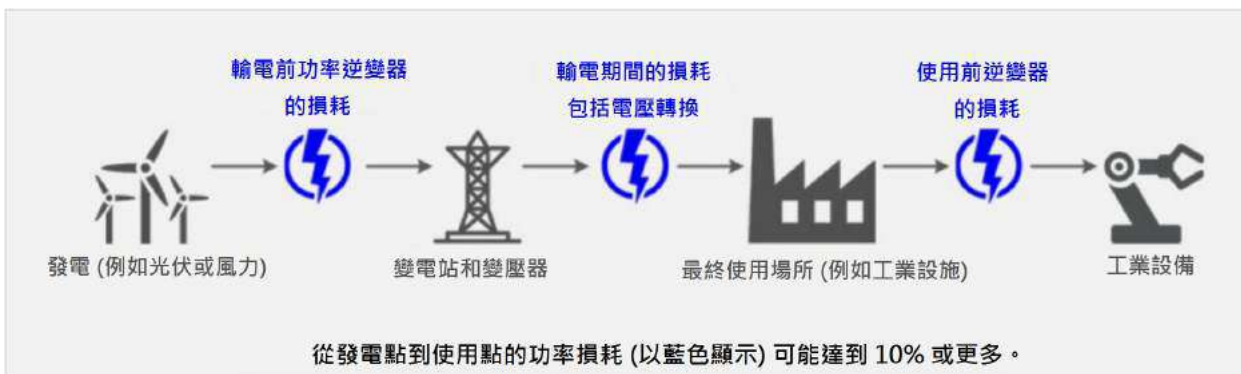 輸電前功率逆變器
的損耗
輸電期間的損耗
包括電壓轉換
使用前逆變器
的損耗
發電 (例如光伏或風力)
變電站和變壓器
最終使用場所 (例如工業設施)
工業設備
從發電點到使用點的功率損耗 (以藍色顯示) 可能達到 10% 或更多。